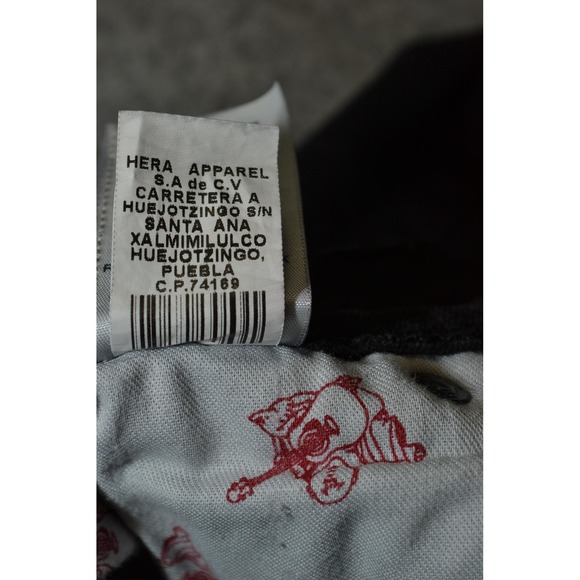 HERA APPAREL
S.A de C.V
CARRETERA A
HUEJOTZINGO S/N
SANTA ANA
XALMIMILULCO
HUEJOTZINGO,
PUEBLA
C.P.74169